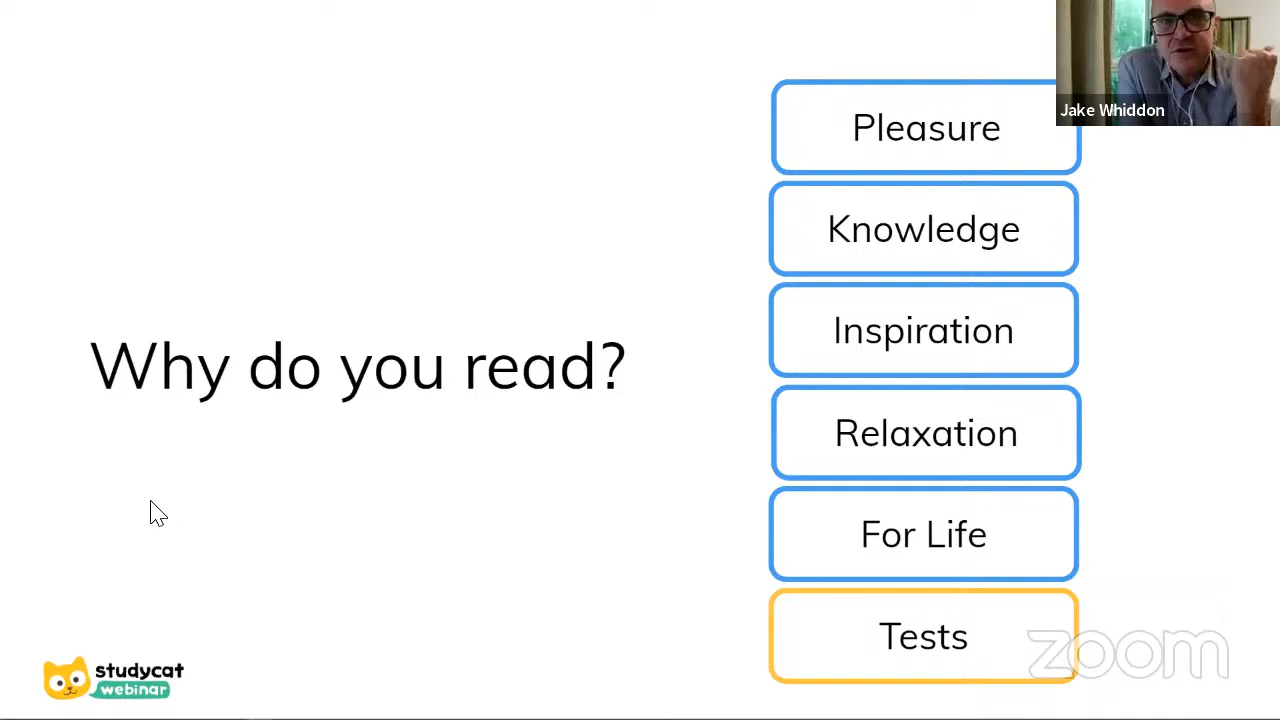 Jake Whiddon
Pleasure
Knowledge
Inspiration
Why do you read?
Relaxation
For Life
Tests
zoom
studycat
webinar